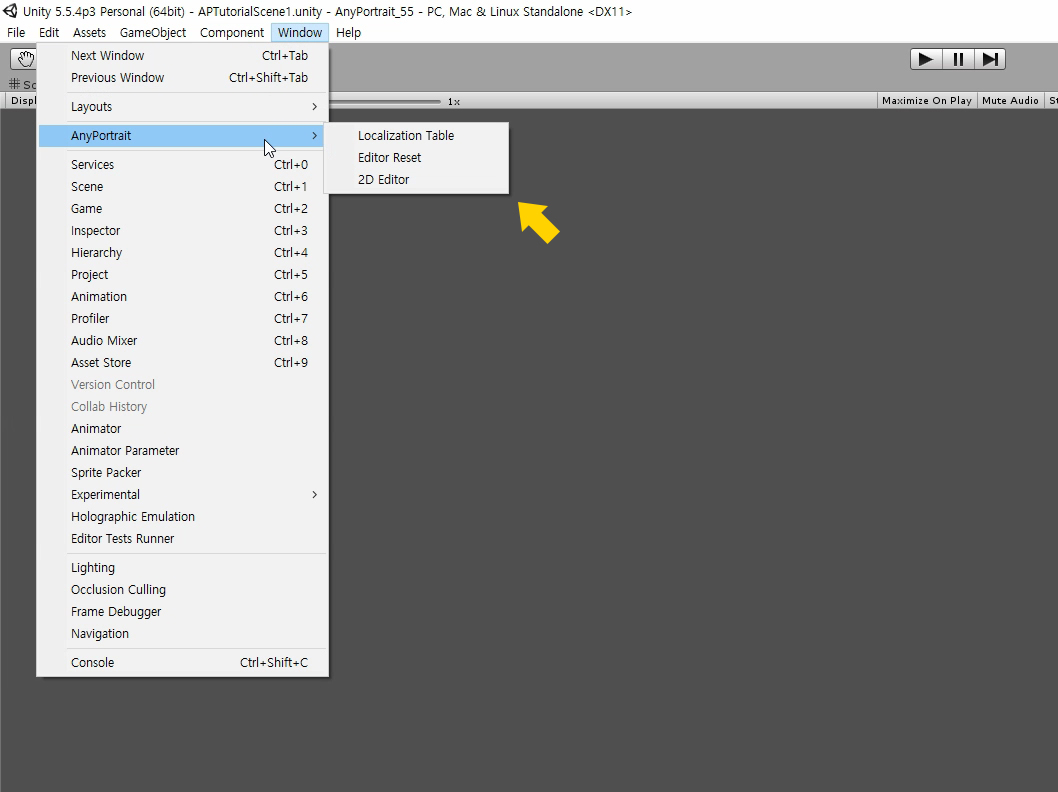 Unity 5.5.4p3 Personal (64bit) - APTutorialScene1.unity - AnyPortrait_55 - PC, Mac & Linux Standalone <DX11>
File Edit Assets GameObject Component Window Help
Next Window Ctrl+Tab
Previous Window Ctrl+Shift+Tab
Layouts
1x Maximize On Play Mute Audio
AnyPortrait
Localization Table
Editor Reset
2D Editor
Services Ctrl+0
Scene Ctrl+1
Game Ctrl+2
Inspector Ctrl+3
Hierarchy Ctrl+4
Project Ctrl+5
Animation Ctrl+6
Profiler Ctrl+7
Audio Mixer Ctrl+8
Asset Store Ctrl+9
Version Control
Collab History
Animator
Animator Parameter
Sprite Packer
Experimental
Holographic Emulation
Editor Tests Runner
Lighting
Occlusion Culling
Frame Debugger
Navigation
Console Ctrl+Shift+C